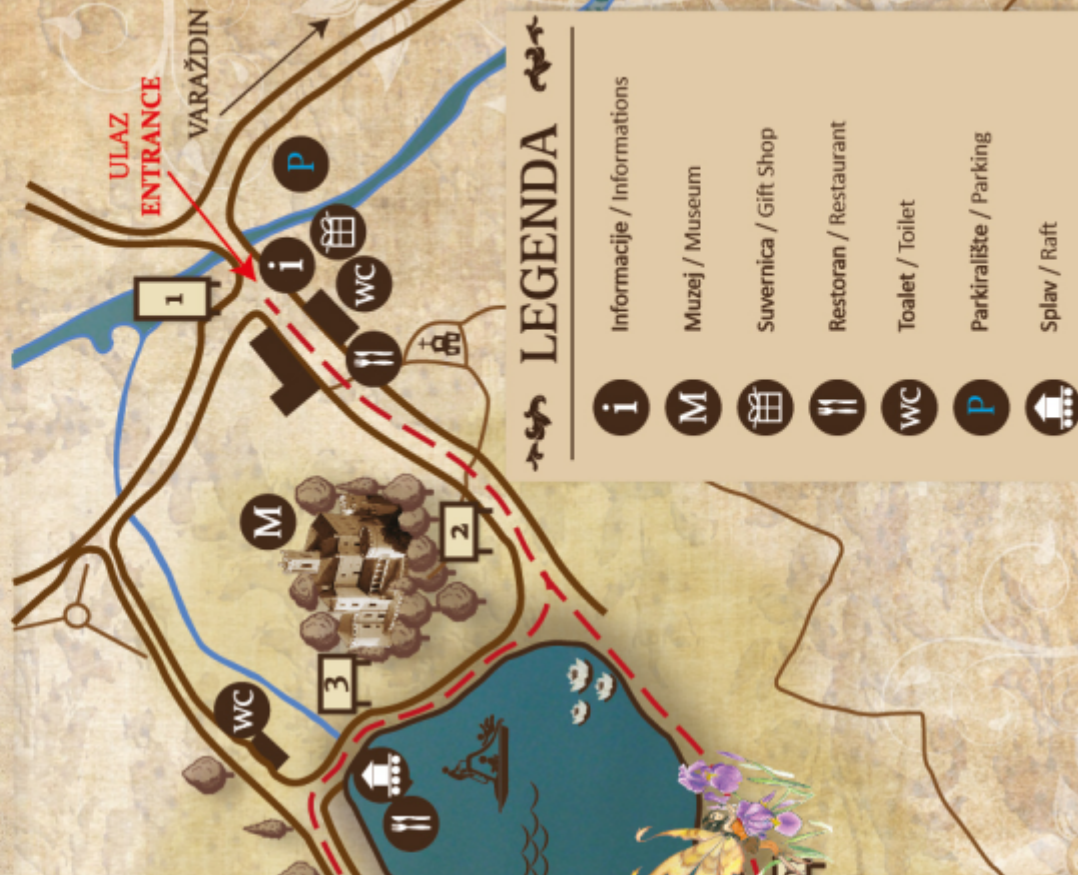 ULAZ
ENTRANCE
VARAŽDIN
P
i
WC
1
M
2
3
WC
LEGENDA
i Informacije / Informations
M Muzej / Museum
Suvernica / Gift Shop
Restoran / Restaurant
WC Toalet / Toilet
P Parkiralište / Parking
Splav / Raft